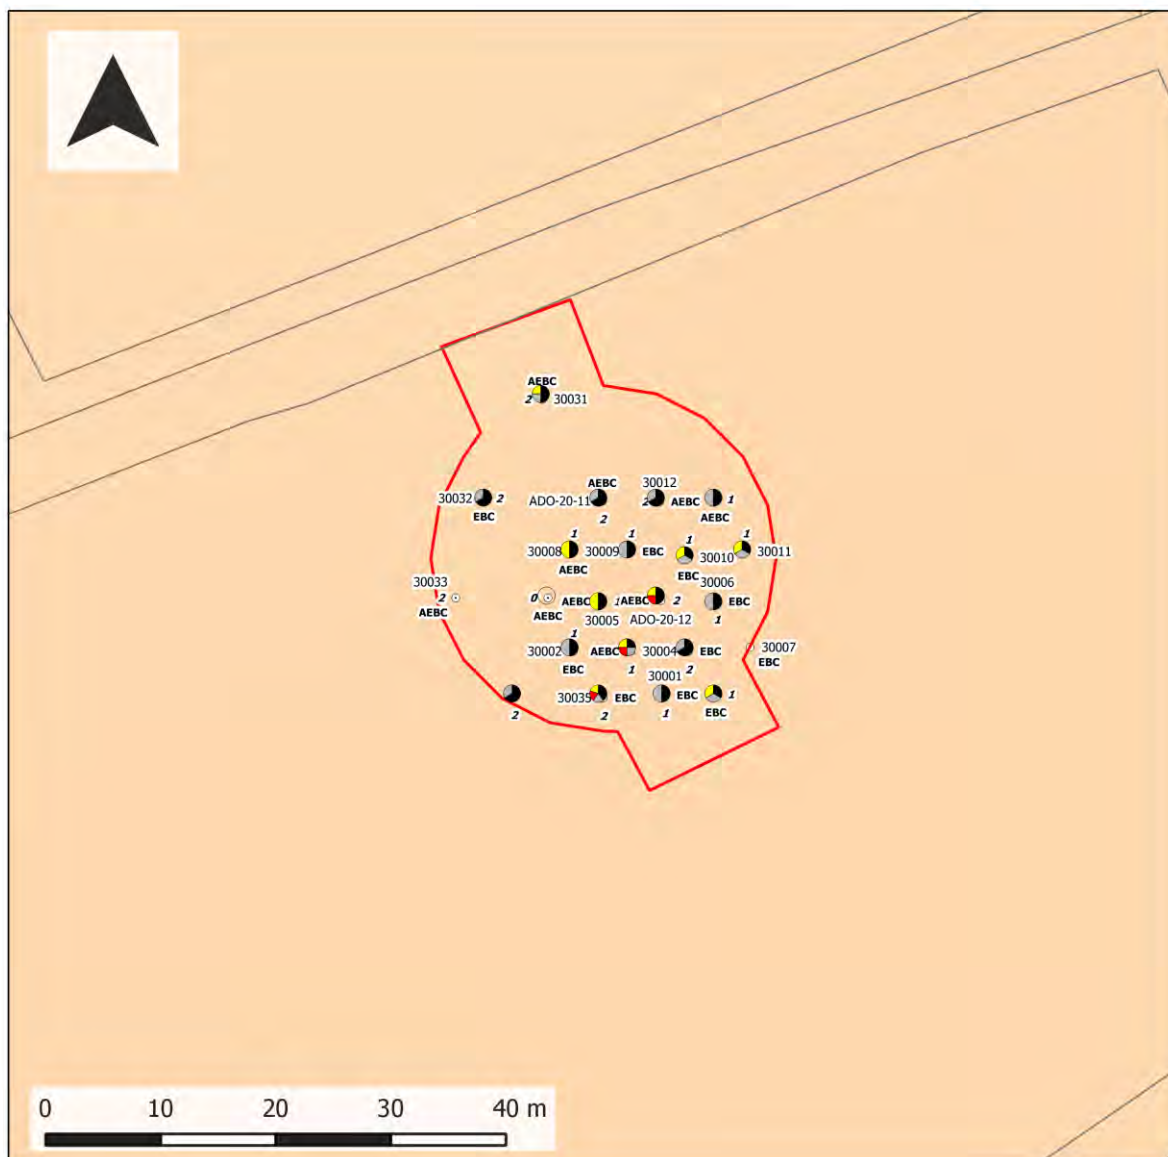 AEBC
2 30031
30012
AEBC
30032 2 ADO-20-11 2 AEBC 1
EBC 2 AEBC
1 1 1 1
30008 30009 EBC 30010 30011
AEBC EBC
30033 30006
2 0 AEBC 1 AEBC 2 EBC
AEBC AEBC 30005 ADO-20-12 1
1
30002 AEBC 30004 EBC 30007
EBC 1 2 EBC
30001
30035 EBC EBC 1
2 2 1 EBC
0 10 20 30 40 m